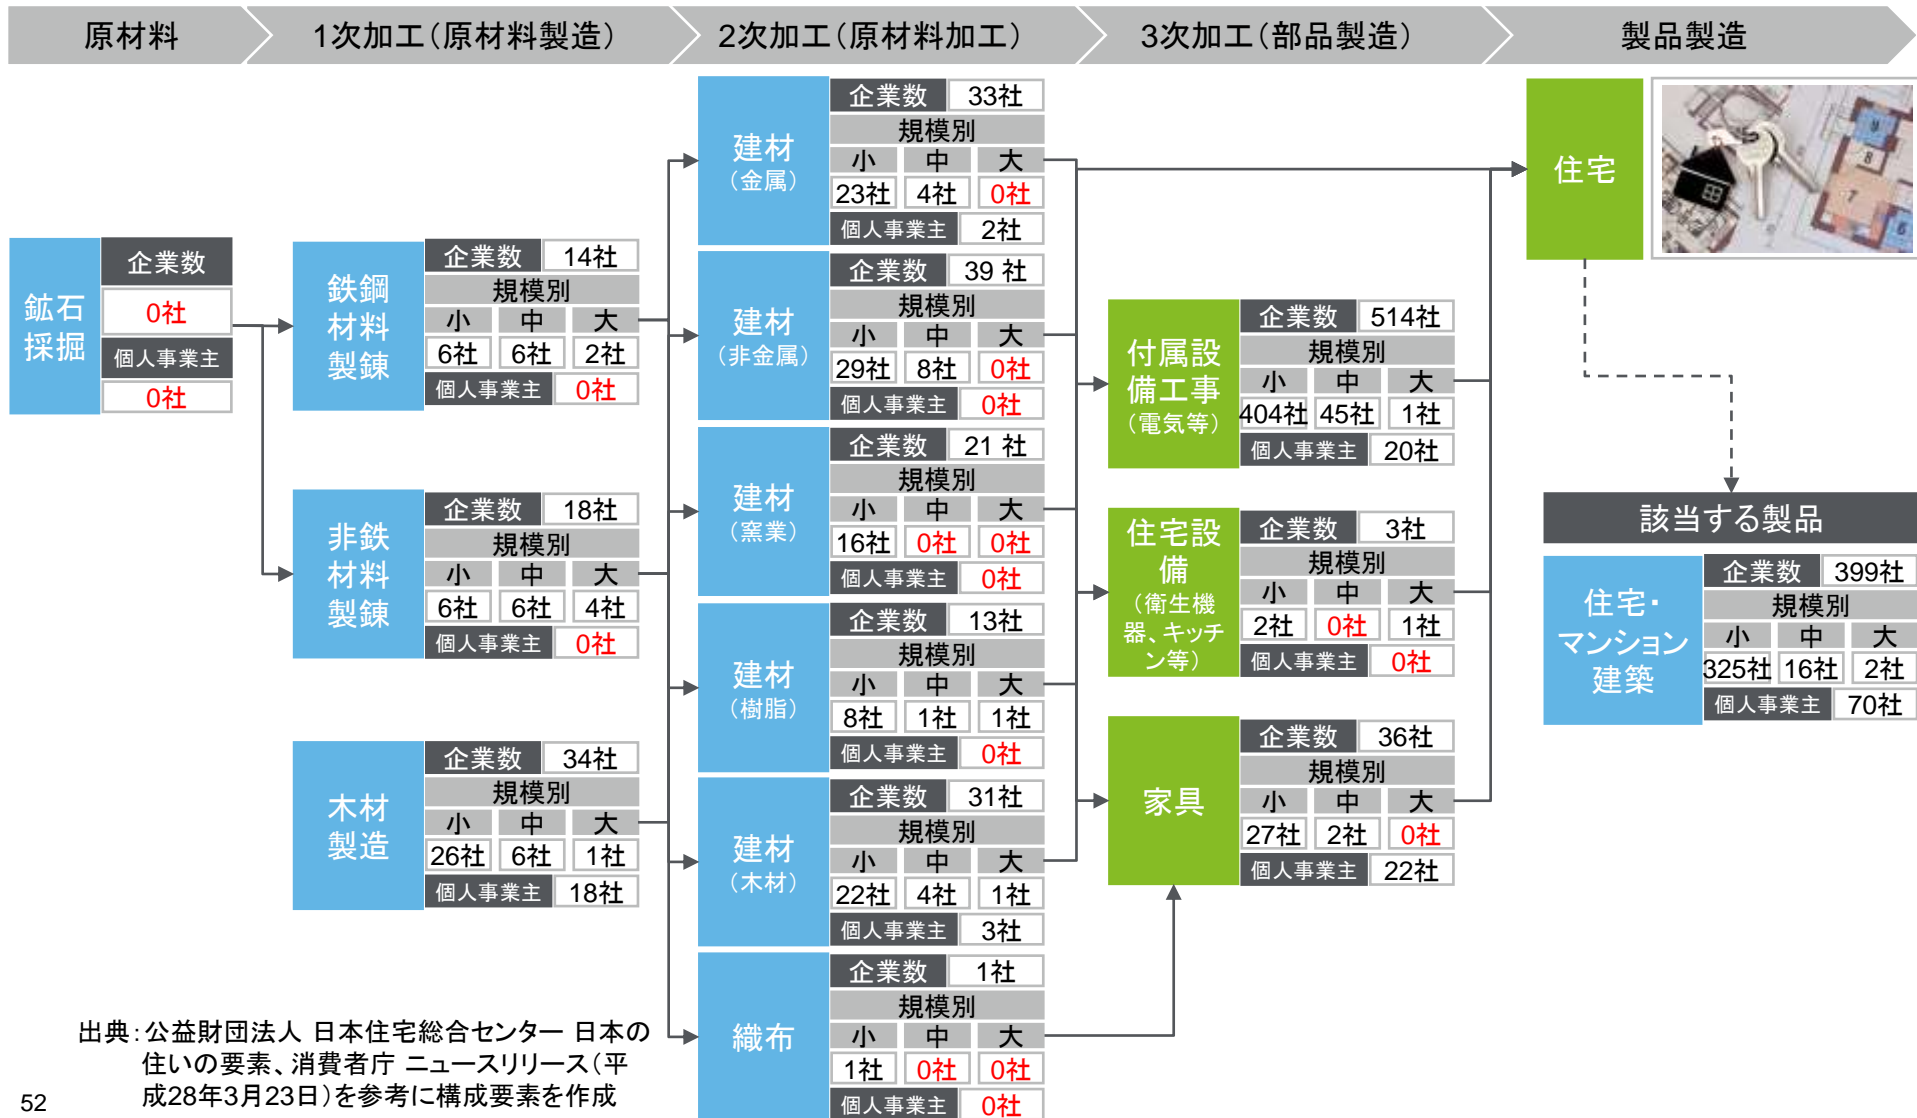 原材料
1次加工（原材料製造）
2次加工（原材料加工）
3次加工（部品製造）
製品製造
鉱石
採掘
企業数
0社
個人事業主
0社
鉄鋼
材料
製錬
企業数 14社
規模別
小 中 大
6社 6社 2社
個人事業主 0社
非鉄
材料
製錬
企業数 18社
規模別
小 中 大
6社 6社 4社
個人事業主 0社
木材
製造
企業数 34社
規模別
小 中 大
26社 6社 1社
個人事業主 18社
建材
（金属）
企業数 33社
規模別
小 中 大
23社 4社 0社
個人事業主 2社
建材
（非金属）
企業数 39 社
規模別
小 中 大
29社 8社 0社
個人事業主 0社
建材
（窯業）
企業数 21 社
規模別
小 中 大
16社 0社 0社
個人事業主 0社
建材
（樹脂）
企業数 13社
規模別
小 中 大
8社 1社 1社
個人事業主 0社
建材
（木材）
企業数 31社
規模別
小 中 大
22社 4社 1社
個人事業主 3社
織布
企業数 1社
規模別
小 中 大
1社 0社 0社
個人事業主 0社
付属設
備工事
（電気等）
企業数 514社
規模別
小 中 大
404社 45社 1社
個人事業主 20社
住宅設
備
（衛生機
器、キッチ
ン等）
企業数 3社
規模別
小 中 大
2社 0社 1社
個人事業主 0社
家具
企業数 36社
規模別
小 中 大
27社 2社 0社
個人事業主 22社
住宅
9
8
7
6
該当する製品
住宅・
マンション
建築
企業数 399社
規模別
小 中 大
325社 16社 2社
個人事業主 70社
出典：公益財団法人 日本住宅総合センター 日本の
住いの要素、消費者庁 ニュースリリース（平
成28年3月23日）を参考に構成要素を作成
52